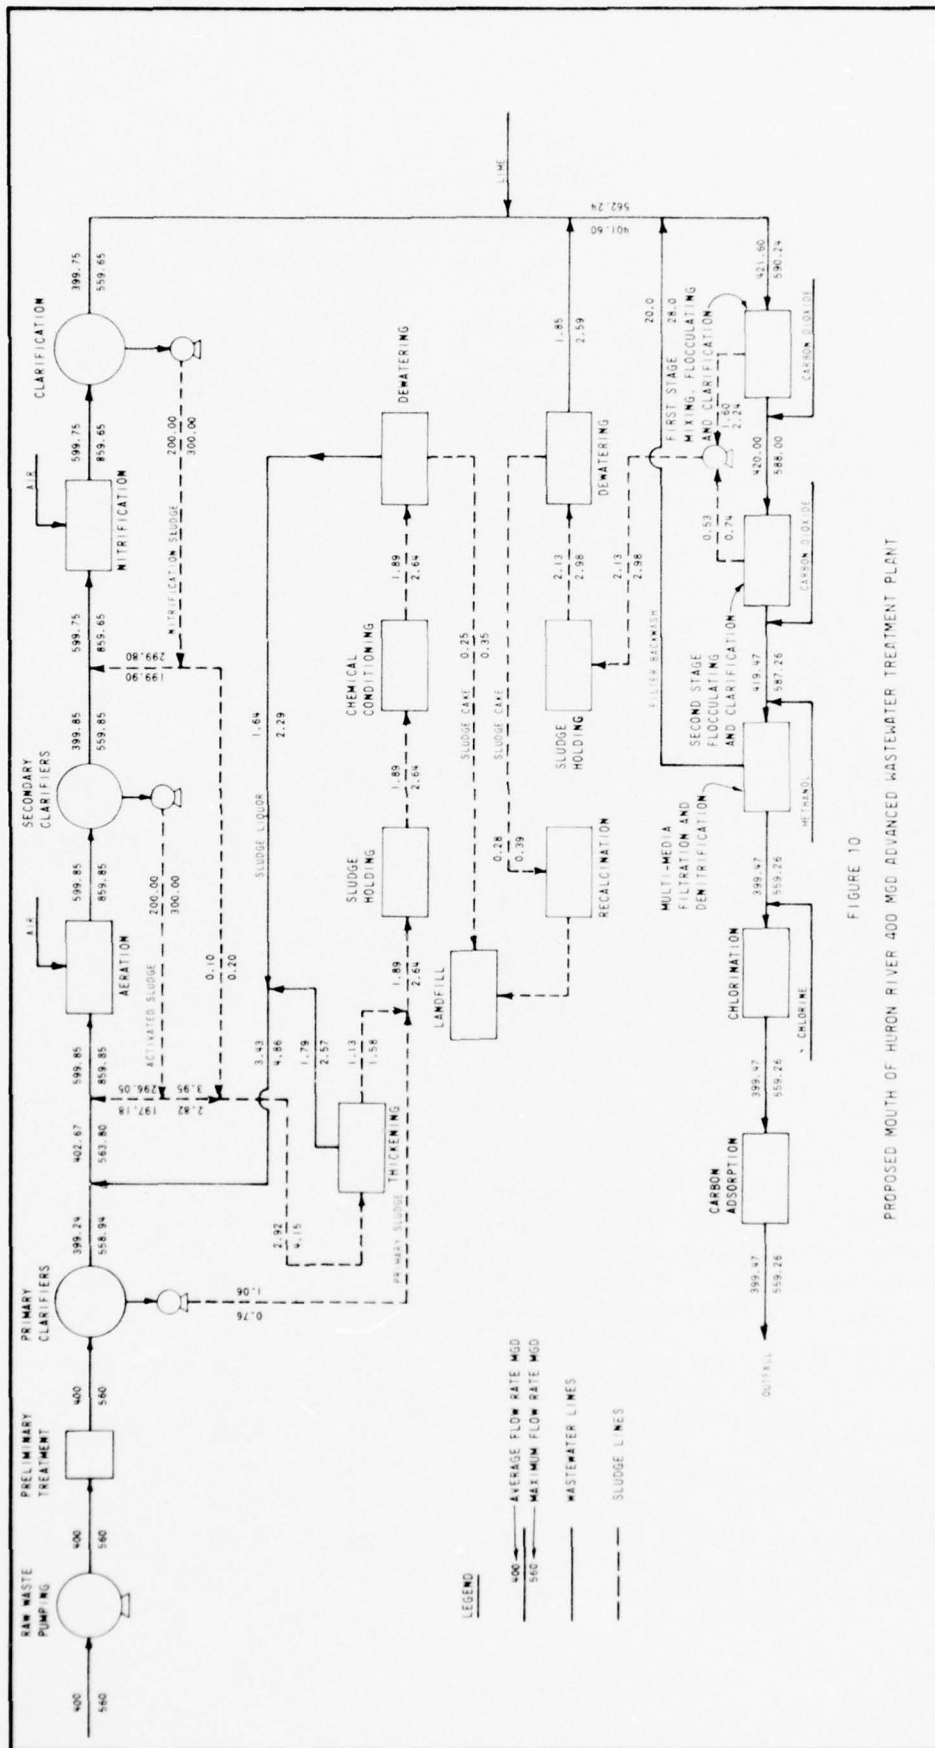 RAW WASTE
PUMPING
PRELIMINARY
TREATMENT
PRIMARY
CLARIFIERS
AERATION
SECONDARY
CLARIFIERS
NITRIFICATION
CLARIFICATION
AIR
AIR
400
560
400
560
400
560
399.24
558.94
402.67
563.80
599.85
859.85
599.85
859.85
399.85
559.85
599.75
859.65
599.75
859.65
399.75
559.65
ACTIVATED SLUDGE
200.00
300.00
NITRIFICATION SLUDGE
200.00
300.00
197.18
296.05
2.82
3.95
199.90
299.80
0.10
0.20
0.76
1.06
2.92
4.15
3.43
4.86
1.79
2.57
SLUDGE LIQUOR
1.64
2.29
THICKENING
1.13
1.58
PRIMARY SLUDGE
1.89
2.64
SLUDGE
HOLDING
1.89
2.64
CHEMICAL
CONDITIONING
1.89
2.64
DEWATERING
LIME
LANDFILL
SLUDGE CAKE
0.25
0.35
SLUDGE CAKE
0.28
0.39
RECALCINATION
SLUDGE
HOLDING
2.13
2.98
DEWATERING
1.85
2.59
2.13
2.98
401.60
562.24
FILTER BACKWASH
20.0
28.0
FIRST STAGE
MIXING, FLOCCULATING
AND CLARIFICATION
1.60
2.24
0.53
0.74
421.60
590.24
CARBON DIOXIDE
420.00
588.00
SECOND STAGE
FLOCCULATING
AND CLARIFICATION
CARBON DIOXIDE
419.47
587.26
MULTI-MEDIA
FILTRATION AND
DENITRIFICATION
METHANOL
399.47
559.26
CHLORINATION
CHLORINE
399.47
559.26
CARBON
ADSORPTION
399.47
559.26
OUTFALL
LEGEND
400 AVERAGE FLOW RATE MGD
560 MAXIMUM FLOW RATE MGD
WASTEWATER LINES
SLUDGE LINES
FIGURE 10
PROPOSED MOUTH OF HURON RIVER 400 MGD ADVANCED WASTEWATER TREATMENT PLANT